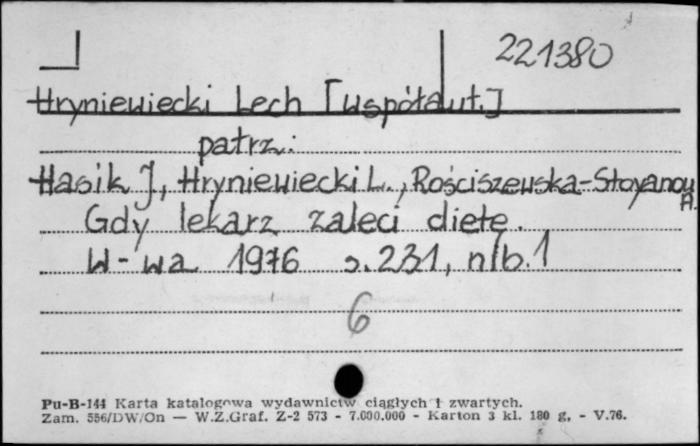 221380
Hryniewiecki Lech [współaut.]
patrz:
Hasik J., Hryniewiecki L., Rościszewska-Stoyanow A.
Gdy lekarz zaleci dietę.
W-wa 1976 s. 231, nlb. 1
6
Pu-B-144 Karta katalogowa wydawnictw ciągłych i zwartych.
Zam. 556/DW/On — W.Z.Graf. Z-2 573 - 7.000.000 - Karton 3 kl. 180 g, - V.76.